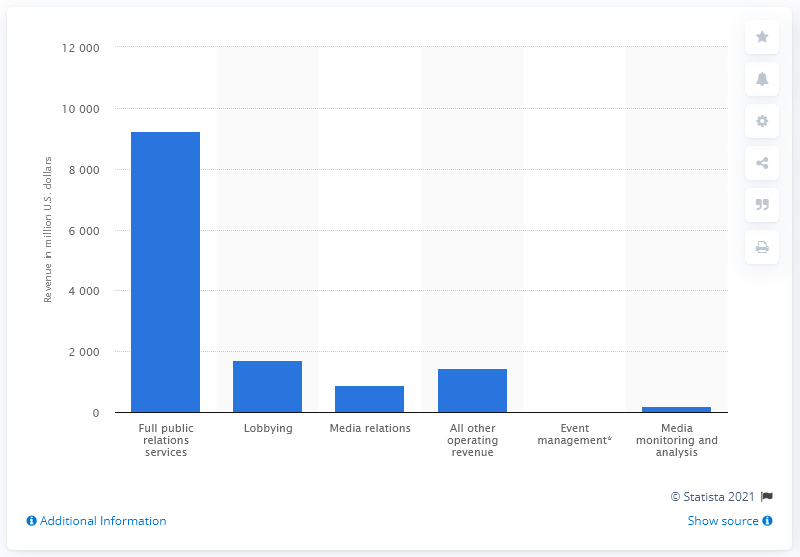 12 000
10 000
8 000
6 000
4 000
2 000
0
Revenue in million U.S. dollars
Full public
relations
services
Lobbying
Media relations
All other
operating
revenue
Event
management*
Media
monitoring and
analysis
© Statista 2021
Additional Information
Show source